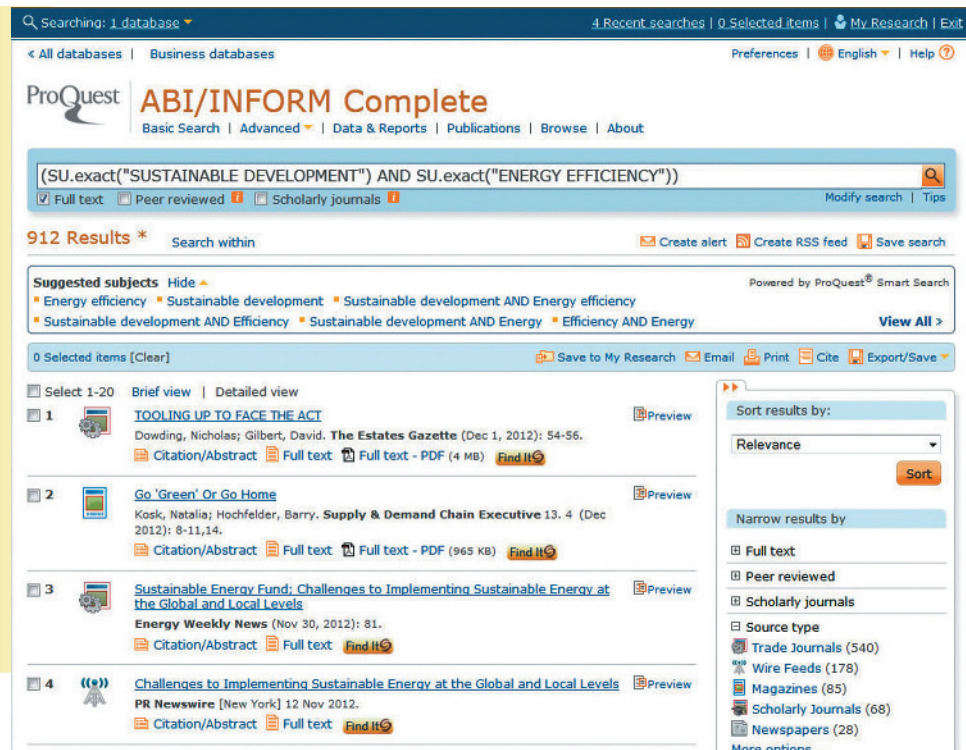 Searching: 1 database
4 Recent searches | 0 Selected items | My Research | Exit
« All databases | Business databases
Preferences | English | Help ?
ProQuest
ABI/INFORM Complete
Basic Search | Advanced | Data & Reports | Publications | Browse | About
(SU.exact("SUSTAINABLE DEVELOPMENT") AND SU.exact("ENERGY EFFICIENCY"))
Full text Peer reviewed i Scholarly journals i
Modify search | Tips
912 Results * Search within
Create alert Create RSS feed Save search
Suggested subjects Hide
Powered by ProQuest® Smart Search
Energy efficiency Sustainable development Sustainable development AND Energy efficiency
Sustainable development AND Efficiency Sustainable development AND Energy Efficiency AND Energy
View All >
0 Selected items [Clear]
Save to My Research Email Print Cite Export/Save
Select 1-20 Brief view | Detailed view
1 TOOLING UP TO FACE THE ACT
Preview
Dowding, Nicholas; Gilbert, David. The Estates Gazette (Dec 1, 2012): 54-56.
Citation/Abstract Full text Full text - PDF (4 MB) Find It
2 Go 'Green' Or Go Home
Preview
Kosk, Natalia; Hochfelder, Barry. Supply & Demand Chain Executive 13. 4 (Dec
2012): 8-11,14.
Citation/Abstract Full text Full text - PDF (965 KB) Find It
3 Sustainable Energy Fund; Challenges to Implementing Sustainable Energy at
Preview
the Global and Local Levels
Energy Weekly News (Nov 30, 2012): 81.
Citation/Abstract Full text Find It
4 Challenges to Implementing Sustainable Energy at the Global and Local Levels
Preview
PR Newswire [New York] 12 Nov 2012.
Citation/Abstract Full text Find It
Sort results by:
Relevance
Sort
Narrow results by
Full text
Peer reviewed
Scholarly journals
Source type
Trade Journals (540)
Wire Feeds (178)
Magazines (85)
Scholarly Journals (68)
Newspapers (28)
More options